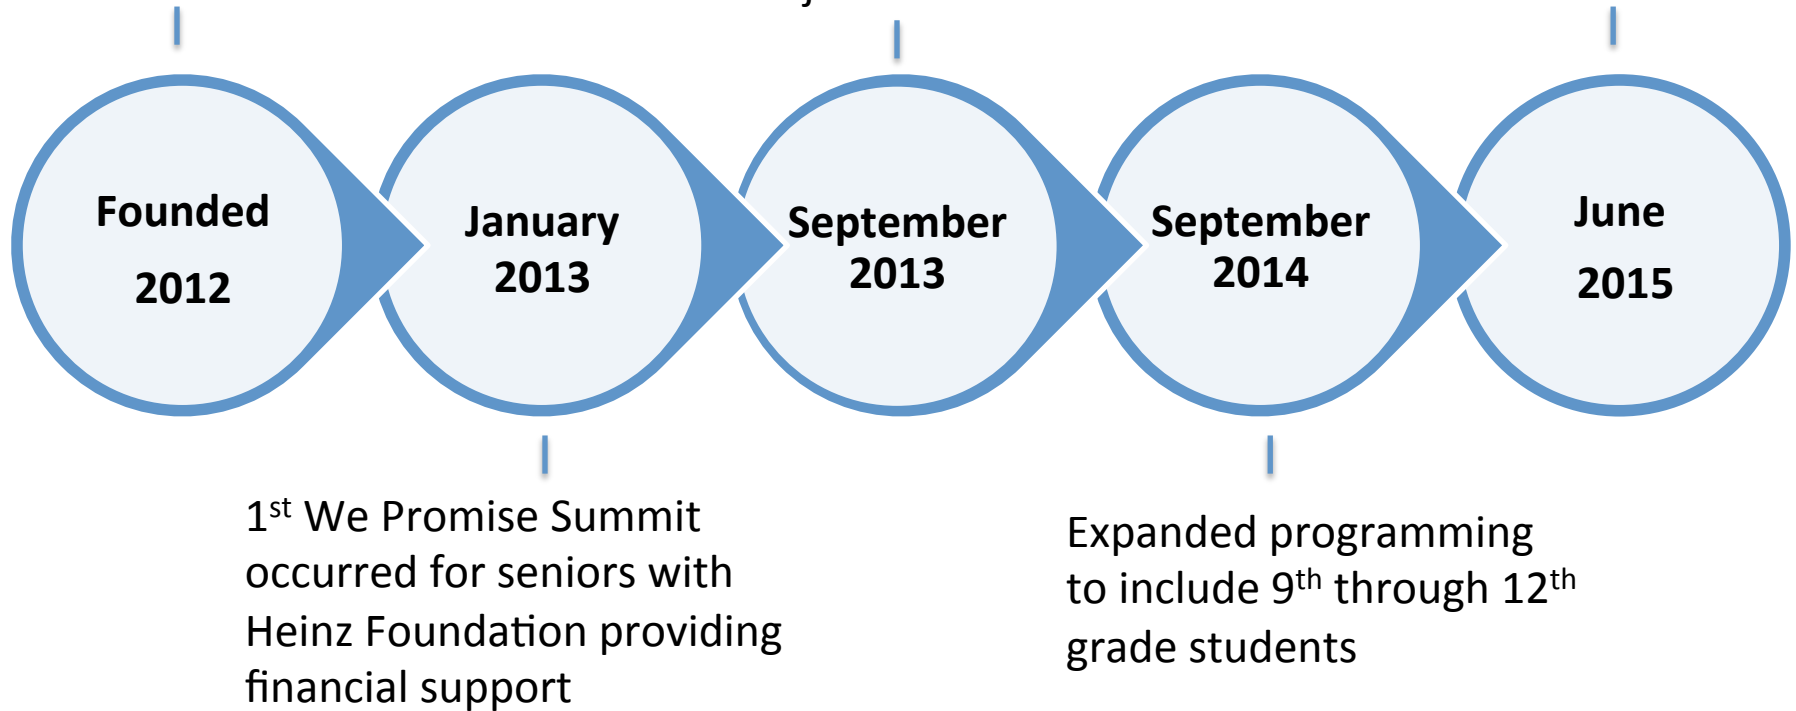 Founded
2012
January
2013
September
2013
September
2014
June
2015
1st We Promise Summit
occurred for seniors with
Heinz Foundation providing
financial support
Expanded programming
to include 9th through 12th
grade students